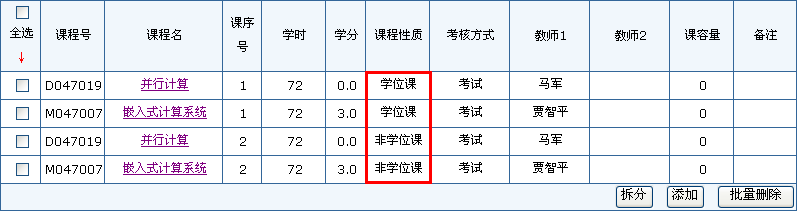 全选 课程号 课程名 课序号 学时 学分 课程性质 考核方式 教师1 教师2 课容量 备注
↓
D047019 并行计算 1 72 0.0 学位课 考试 马军 0
M047007 嵌入式计算系统 1 72 3.0 学位课 考试 贾智平 0
D047019 并行计算 2 72 0.0 非学位课 考试 马军 0
M047007 嵌入式计算系统 2 72 3.0 非学位课 考试 贾智平 0
拆分 添加 批量删除